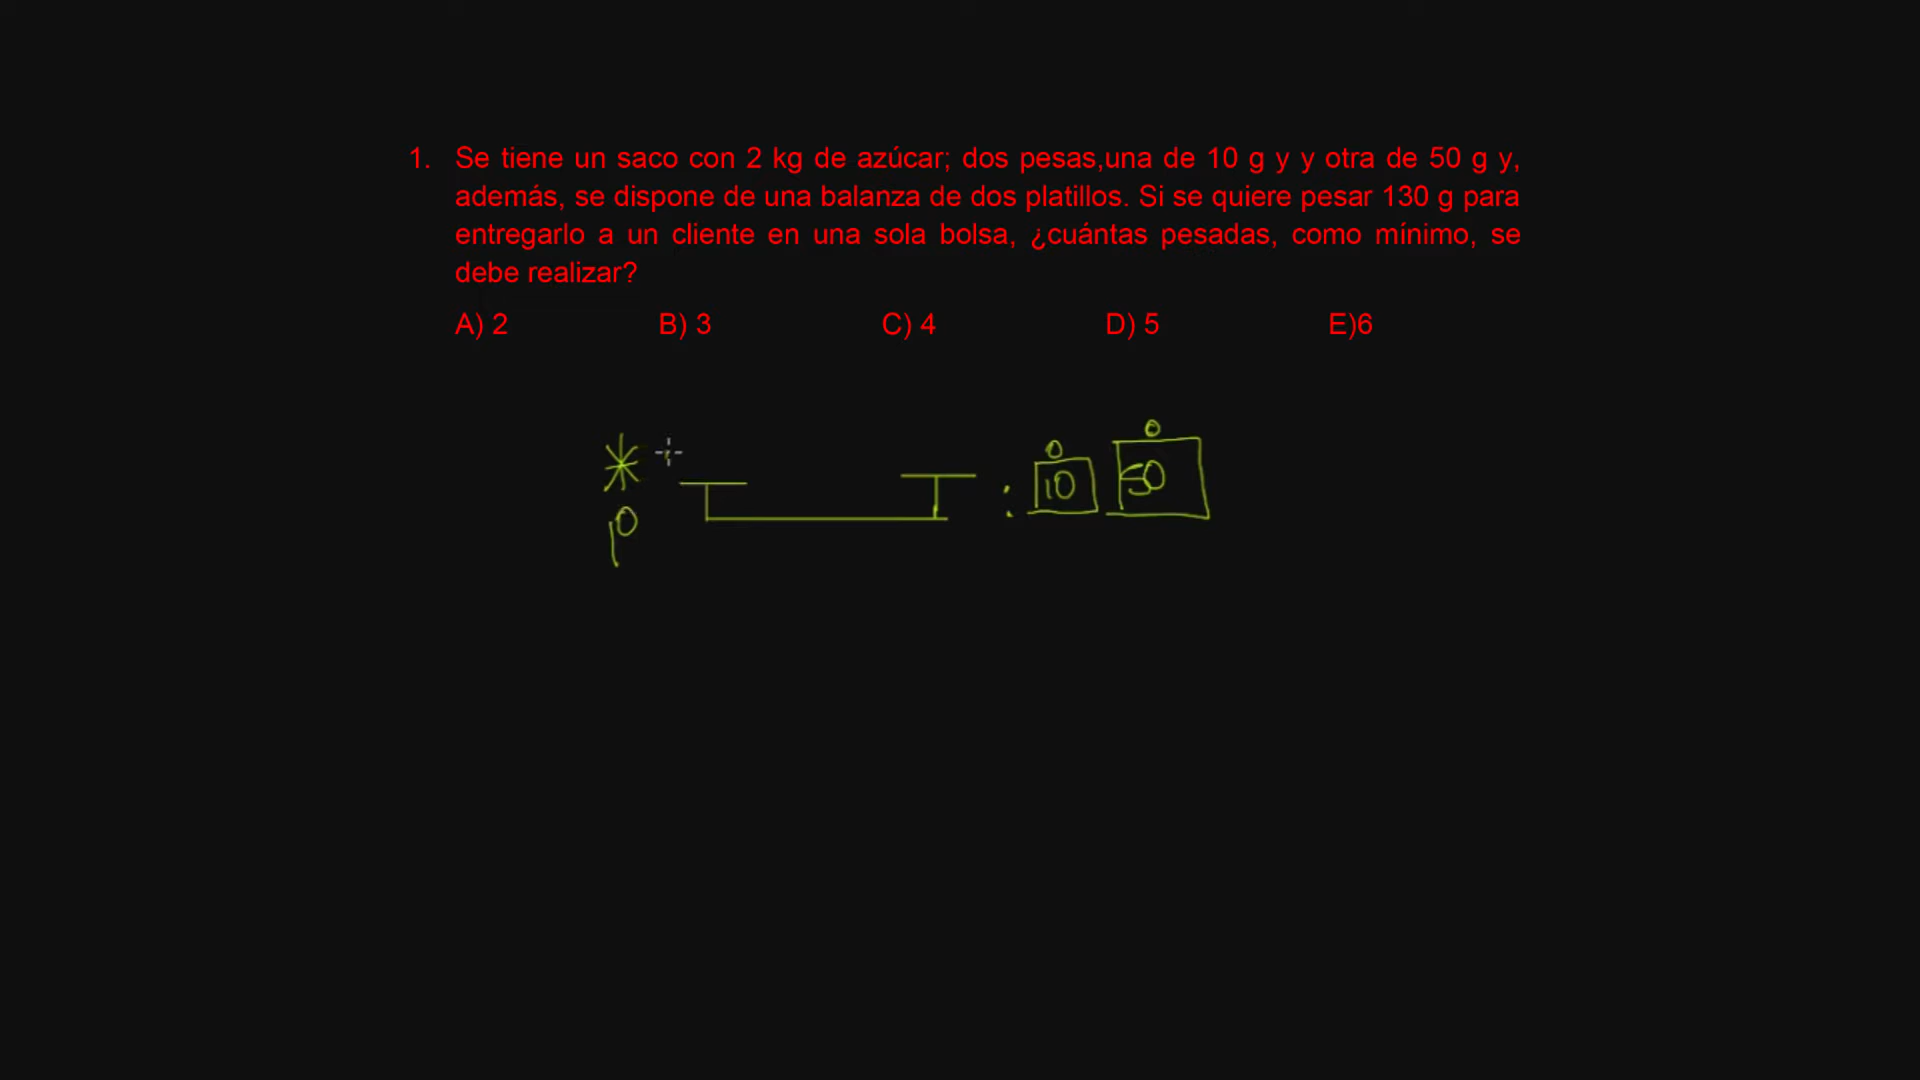 1. Se tiene un saco con 2 kg de azúcar; dos pesas,una de 10 g y y otra de 50 g y,
además, se dispone de una balanza de dos platillos. Si se quiere pesar 130 g para
entregarlo a un cliente en una sola bolsa, ¿cuántas pesadas, como mínimo, se
debe realizar?
A) 2 B) 3 C) 4 D) 5 E)6
* : 10 50
1º